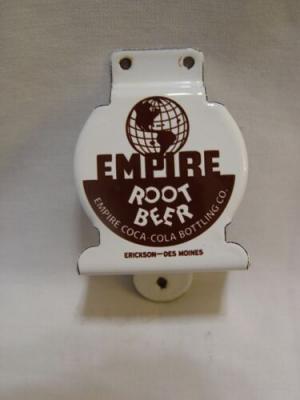 EMPIRE
ROOT
BEER
EMPIRE COCA-COLA BOTTLING CO.
ERICKSON—DES MOINES